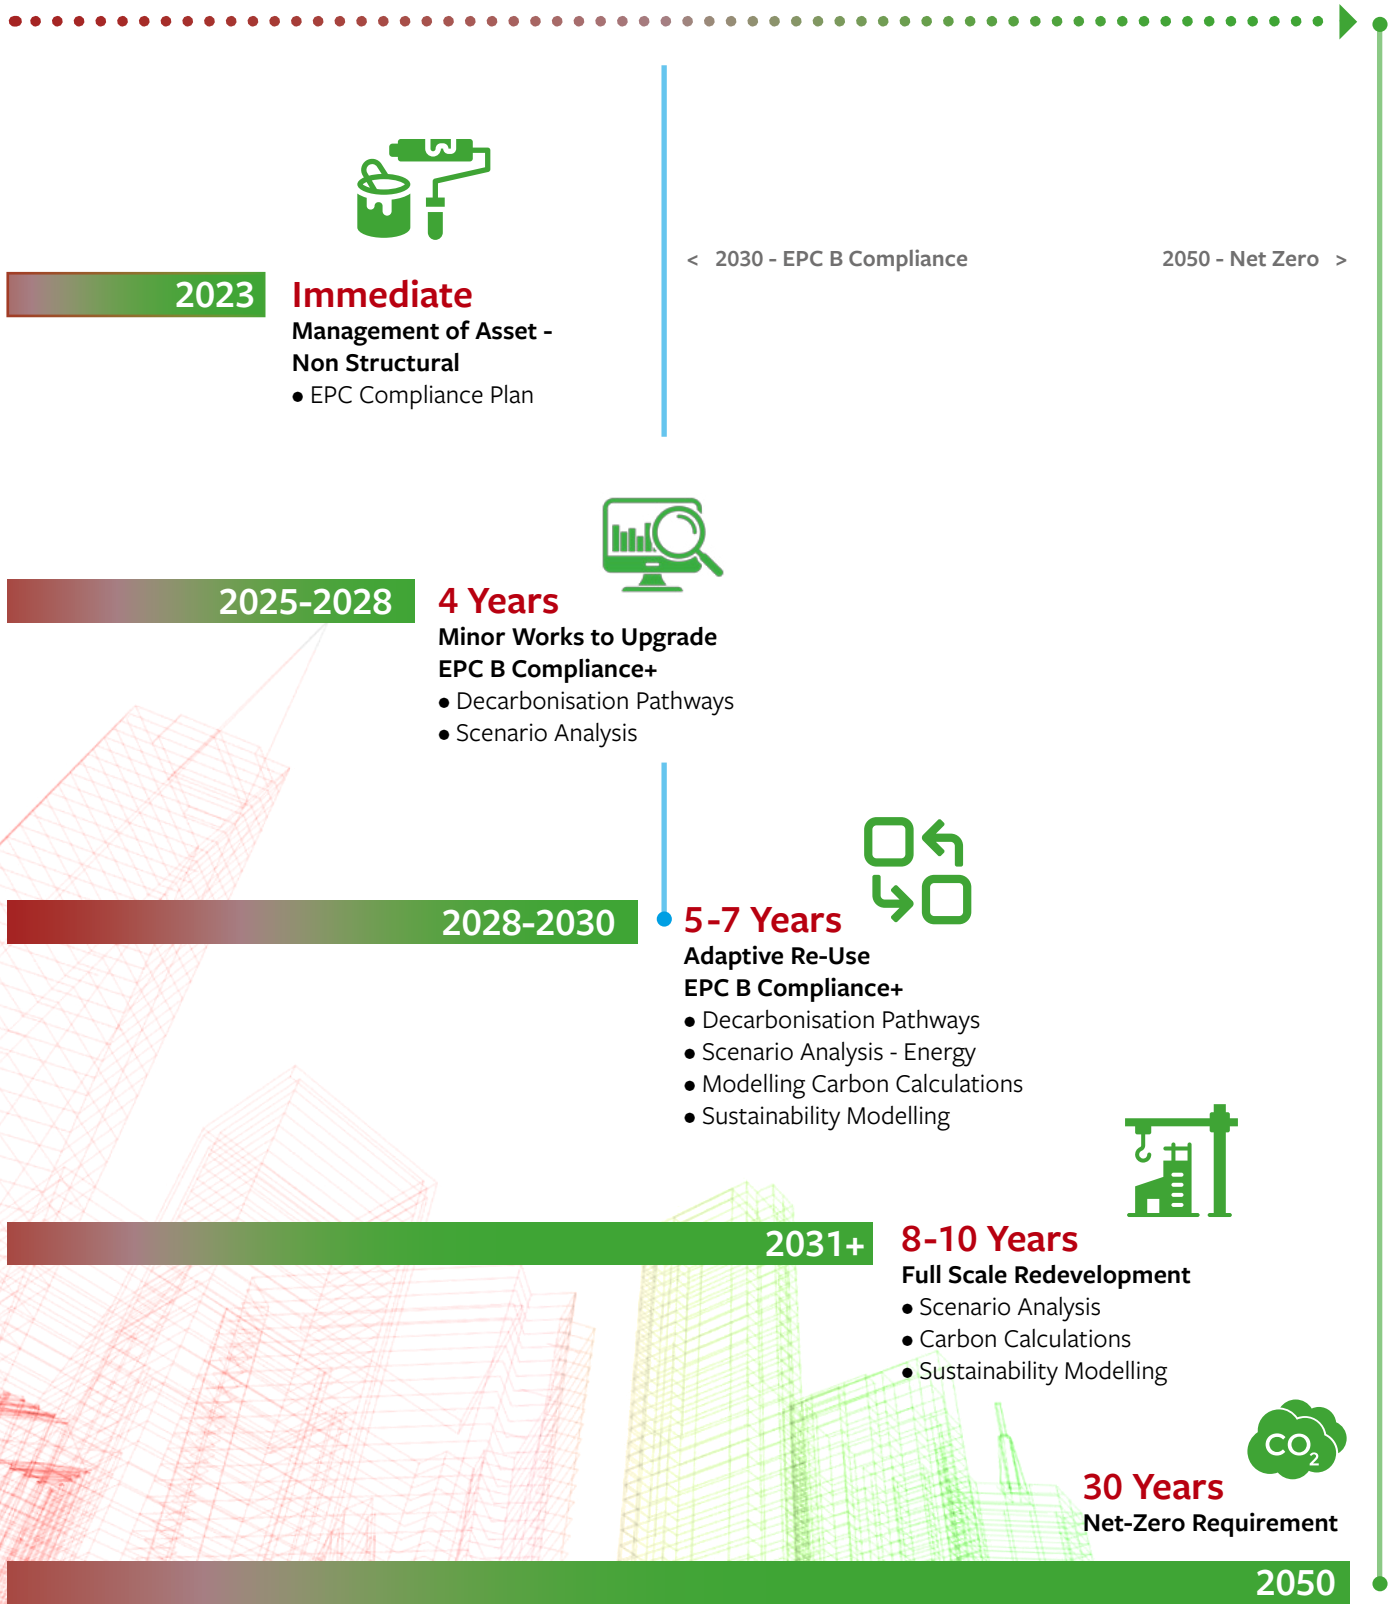 < 2030 - EPC B Compliance
2050 - Net Zero >
2023
Immediate
Management of Asset -
Non Structural
● EPC Compliance Plan
2025-2028
4 Years
Minor Works to Upgrade
EPC B Compliance+
● Decarbonisation Pathways
● Scenario Analysis
2028-2030
5-7 Years
Adaptive Re-Use
EPC B Compliance+
● Decarbonisation Pathways
● Scenario Analysis - Energy
● Modelling Carbon Calculations
● Sustainability Modelling
2031+
8-10 Years
Full Scale Redevelopment
● Scenario Analysis
● Carbon Calculations
● Sustainability Modelling
CO2
30 Years
Net-Zero Requirement
2050